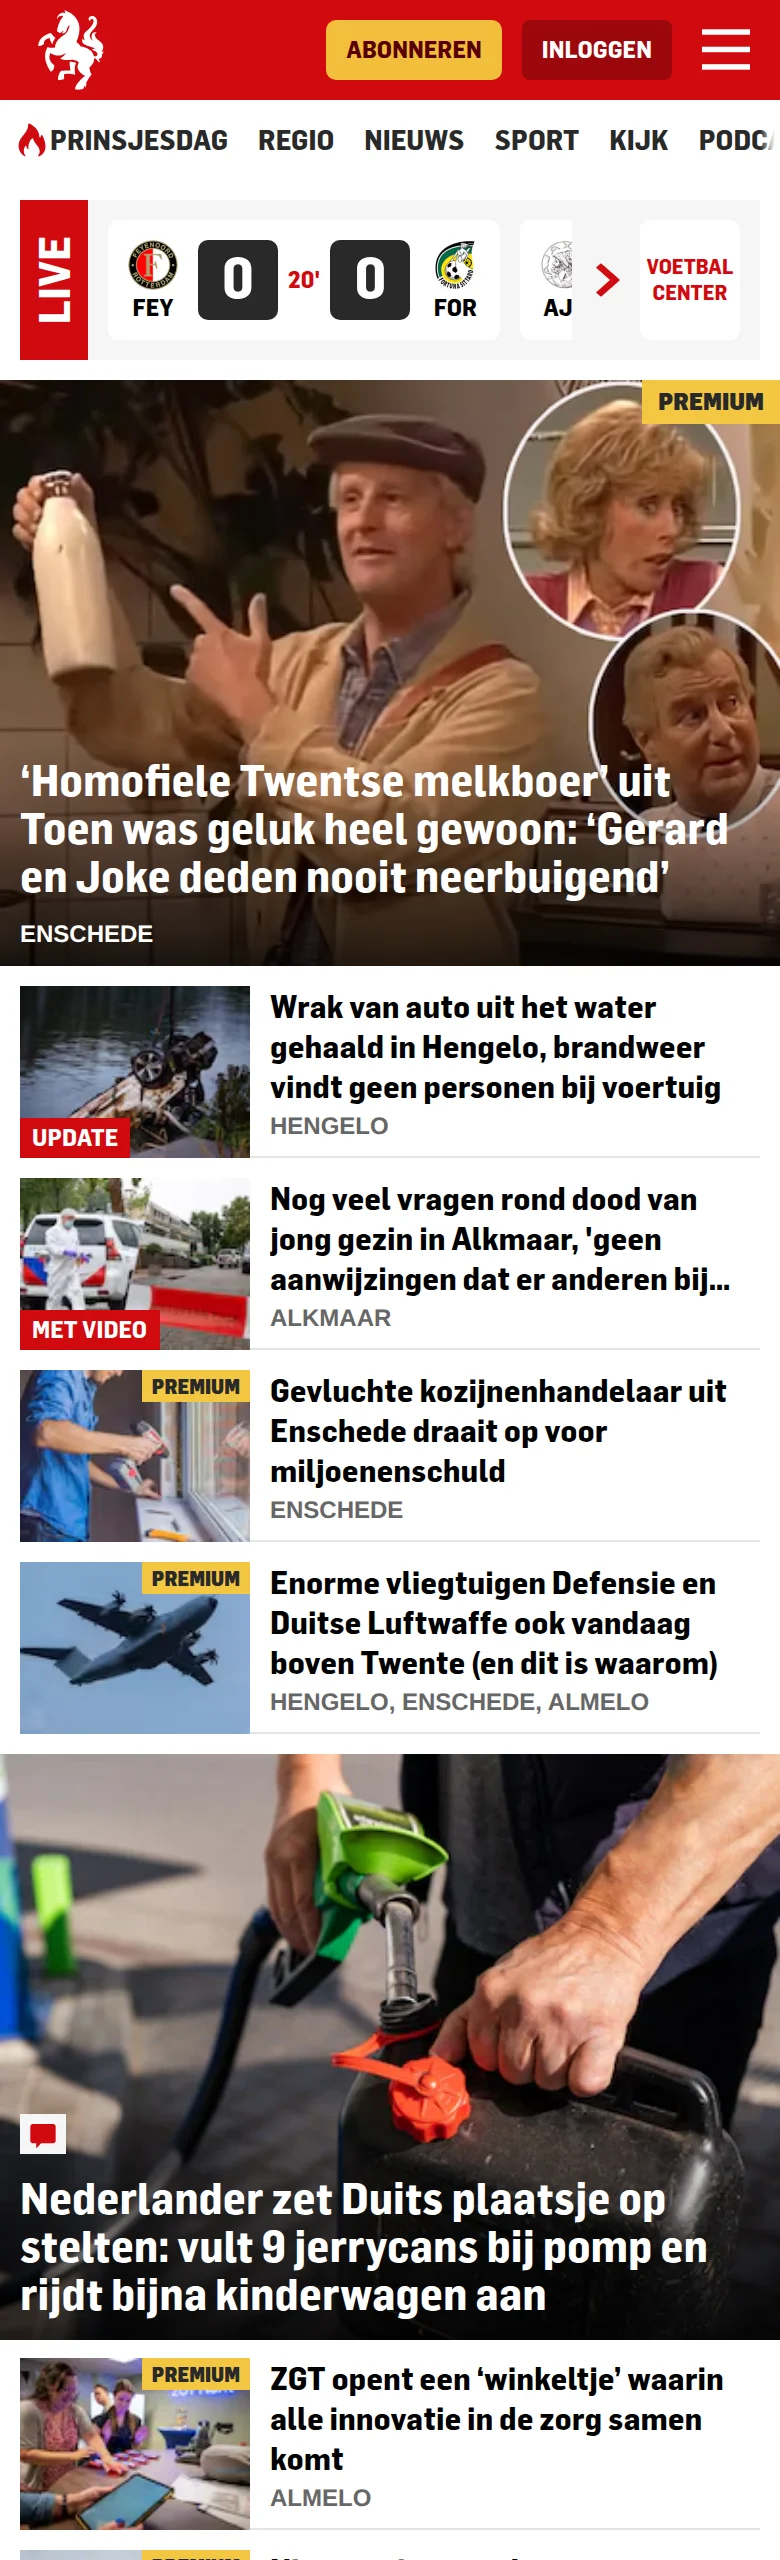 ABONNEREN
INLOGGEN
PRINSJESDAG REGIO NIEUWS SPORT KIJK PODCA
LIVE
FEY
0
20'
0
FOR
AJ
VOETBAL
CENTER
PREMIUM
‘Homofiele Twentse melkboer’ uit
Toen was geluk heel gewoon: ‘Gerard
en Joke deden nooit neerbuigend’
ENSCHEDE
UPDATE
Wrak van auto uit het water
gehaald in Hengelo, brandweer
vindt geen personen bij voertuig
HENGELO
MET VIDEO
Nog veel vragen rond dood van
jong gezin in Alkmaar, 'geen
aanwijzingen dat er anderen bij...
ALKMAAR
PREMIUM
Gevluchte kozijnenhandelaar uit
Enschede draait op voor
miljoenenschuld
ENSCHEDE
PREMIUM
Enorme vliegtuigen Defensie en
Duitse Luftwaffe ook vandaag
boven Twente (en dit is waarom)
HENGELO, ENSCHEDE, ALMELO
Nederlander zet Duits plaatsje op
stelten: vult 9 jerrycans bij pomp en
rijdt bijna kinderwagen aan
PREMIUM
ZGT opent een ‘winkeltje’ waarin
alle innovatie in de zorg samen
komt
ALMELO